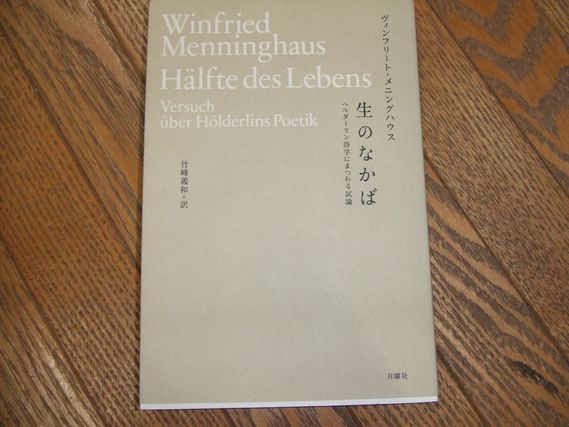 Winfried
Menninghaus
Hälfte des Lebens
Versuch
über Hölderlins Poetik
ヴィンフリート・メニングハウス
生のなかば
ヘルダーリン詩学にまつわる試論
竹峰義和=訳
月曜社